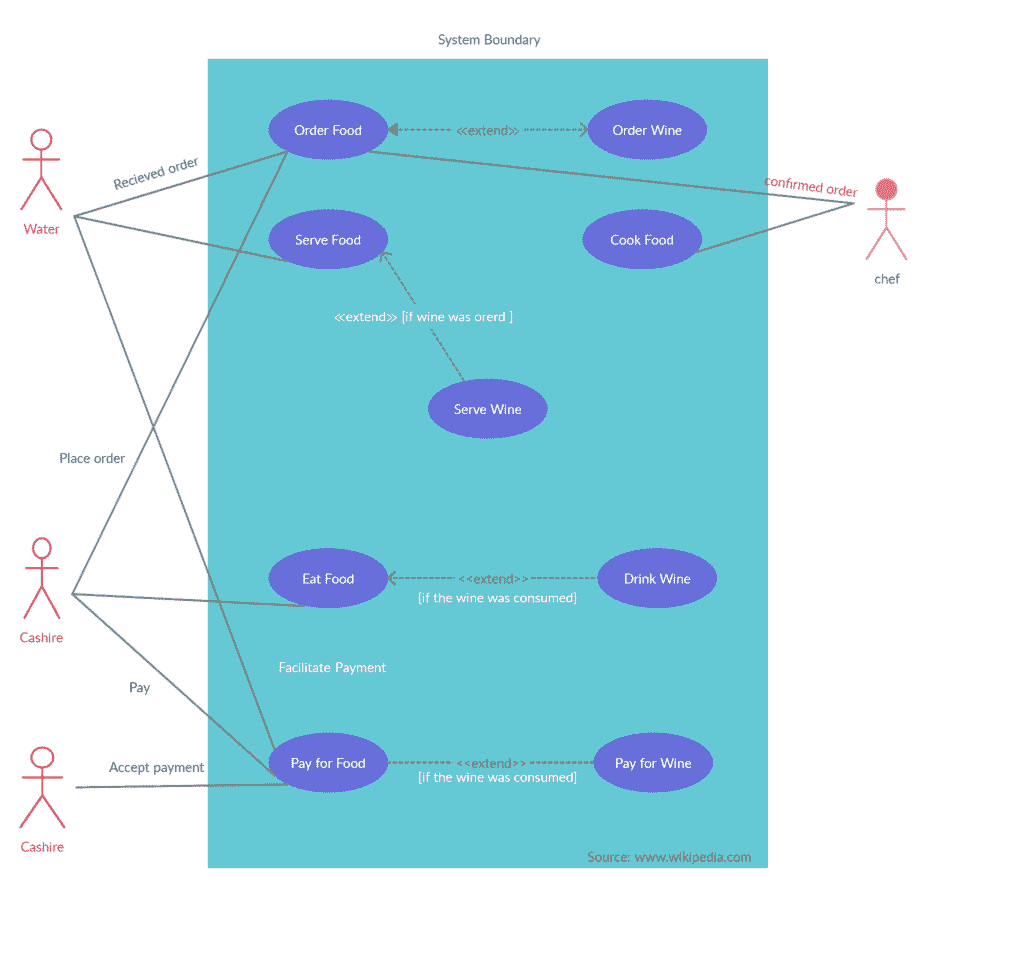 System Boundary
Order Food
<<extend>>
Order Wine
Recieved order
confirmed order
Water
Serve Food
Cook Food
chef
<<extend>> [if wine was orerd ]
Serve Wine
Place order
Eat Food
<<extend>>
Drink Wine
[if the wine was consumed}
Cashire
Facilitate Payment
Pay
Pay for Food
<<extend>>
Pay for Wine
Accept payment
[if the wine was consumed]
Cashire
Source: www.wikipedia.com